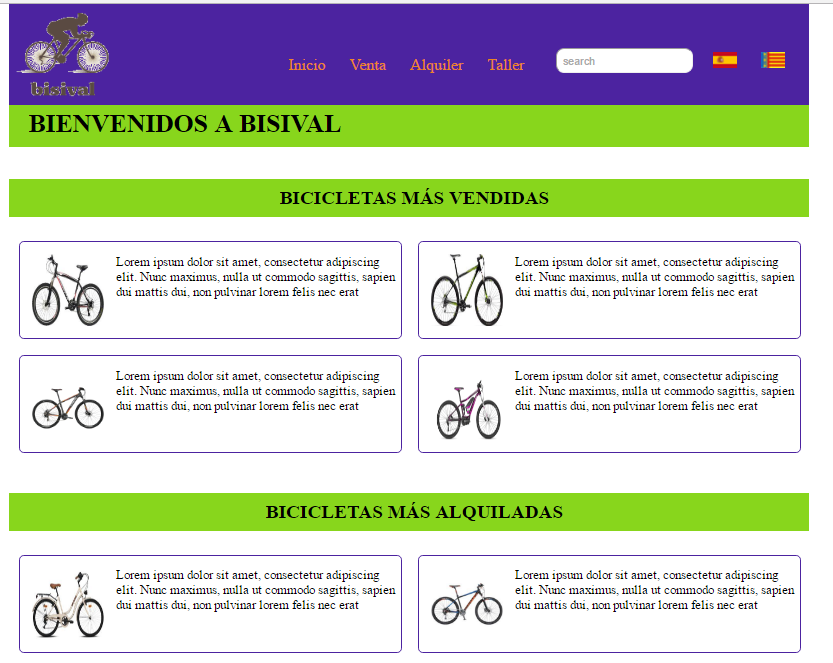 bisival
Inicio Venta Alquiler Taller search
BIENVENIDOS A BISIVAL
BICICLETAS MÁS VENDIDAS
Lorem ipsum dolor sit amet, consectetur adipiscing
elit. Nunc maximus, nulla ut commodo sagittis, sapien
dui mattis dui, non pulvinar lorem felis nec erat
Lorem ipsum dolor sit amet, consectetur adipiscing
elit. Nunc maximus, nulla ut commodo sagittis, sapien
dui mattis dui, non pulvinar lorem felis nec erat
Lorem ipsum dolor sit amet, consectetur adipiscing
elit. Nunc maximus, nulla ut commodo sagittis, sapien
dui mattis dui, non pulvinar lorem felis nec erat
Lorem ipsum dolor sit amet, consectetur adipiscing
elit. Nunc maximus, nulla ut commodo sagittis, sapien
dui mattis dui, non pulvinar lorem felis nec erat
BICICLETAS MÁS ALQUILADAS
Lorem ipsum dolor sit amet, consectetur adipiscing
elit. Nunc maximus, nulla ut commodo sagittis, sapien
dui mattis dui, non pulvinar lorem felis nec erat
Lorem ipsum dolor sit amet, consectetur adipiscing
elit. Nunc maximus, nulla ut commodo sagittis, sapien
dui mattis dui, non pulvinar lorem felis nec erat